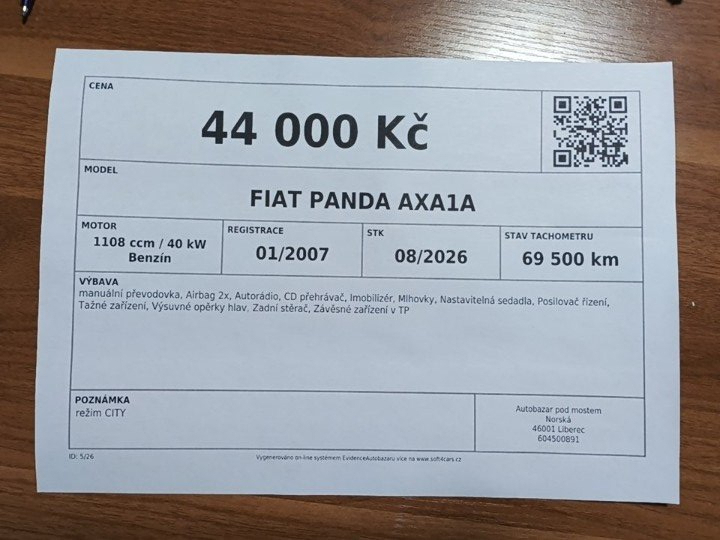 CENA
44 000 Kč
MODEL
FIAT PANDA AXA1A
MOTOR
1108 ccm / 40 kW
Benzín
REGISTRACE
01/2007
STK
08/2026
STAV TACHOMETRU
69 500 km
VÝBAVA
manuální převodovka, Airbag 2x, Autorádio, CD přehrávač, Imobilizér, Mlhovky, Nastavitelná sedadla, Posilovač řízení,
Tažné zařízení, Výsuvné opěrky hlav, Zadní stěrač, Závěsné zařízení v TP
POZNÁMKA
režim CITY
Autobazar pod mostem
Norská
46001 Liberec
604500891
ID: 5/26
Vygenerováno on-line systémem EvidenceAutobazaru více na www.soft4cars.cz